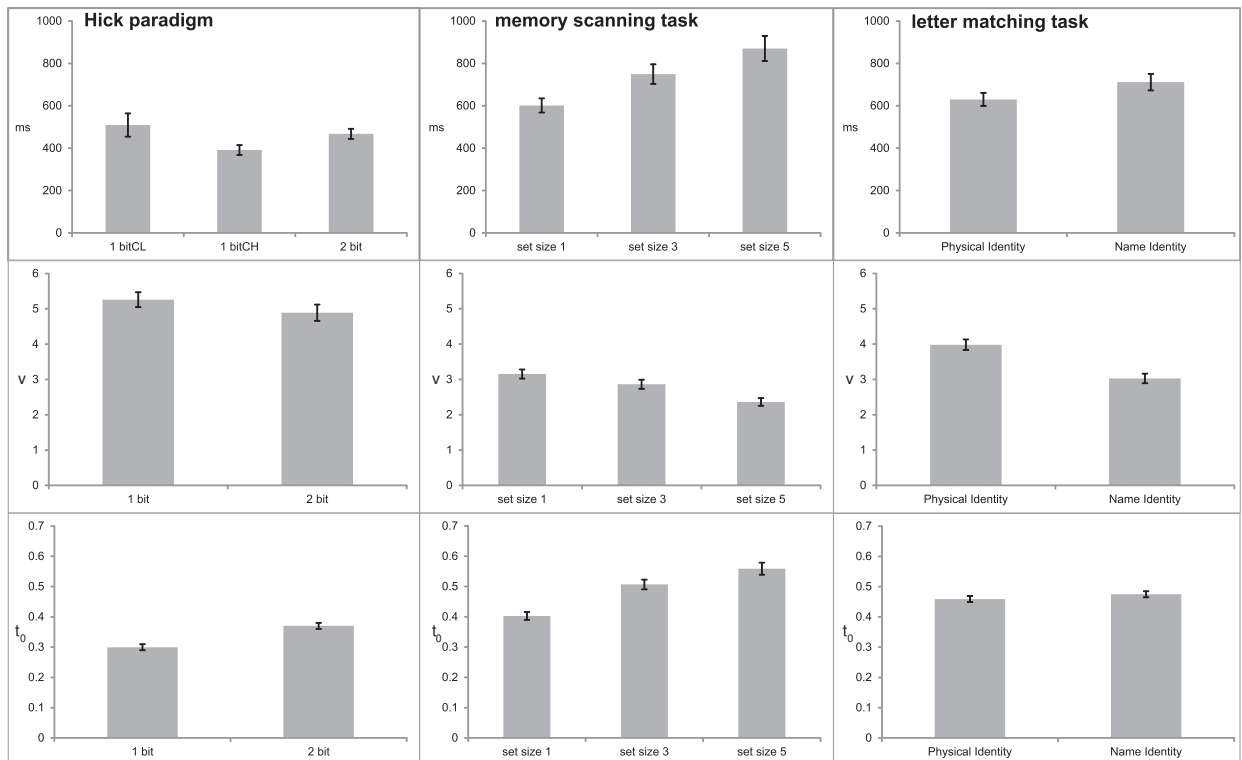 Hick paradigm
1000
800
600
ms
400
200
0
1 bitCL 1 bitCH 2 bit
memory scanning task
1000
800
600
ms
400
200
0
set size 1 set size 3 set size 5
letter matching task
1000
800
600
ms
400
200
0
Physical Identity Name Identity
6
5
4
v 3
2
1
0
1 bit 2 bit
6
5
4
v 3
2
1
0
set size 1 set size 3 set size 5
6
5
4
v 3
2
1
0
Physical Identity Name Identity
0.7
0.6
0.5
0.4
t0
0.3
0.2
0.1
0
1 bit 2 bit
0.7
0.6
0.5
0.4
t0
0.3
0.2
0.1
0
set size 1 set size 3 set size 5
0.7
0.6
0.5
0.4
t0
0.3
0.2
0.1
0
Physical Identity Name Identity